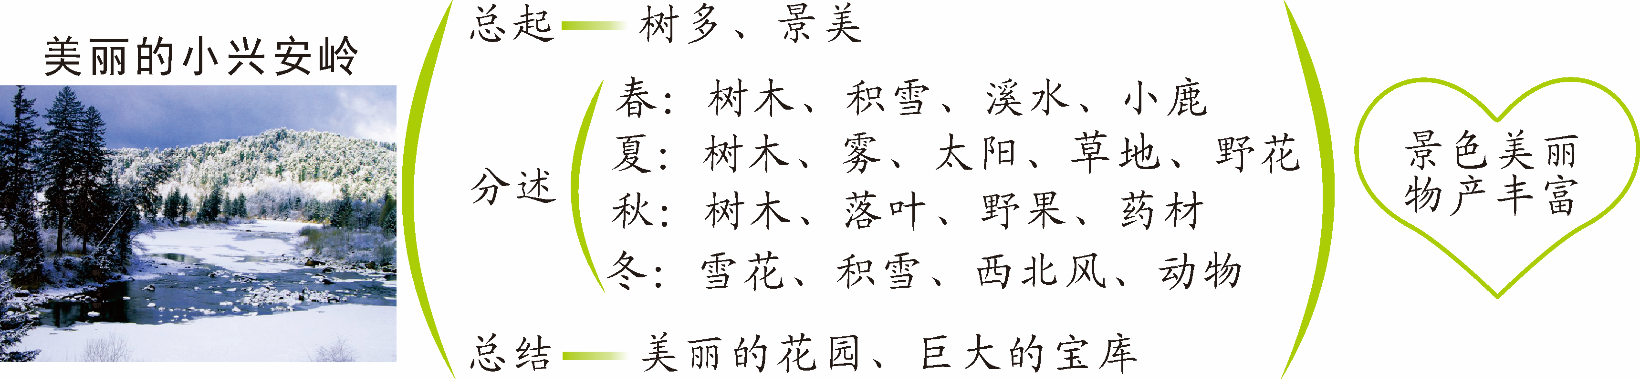 美丽的小兴安岭
总起 树多、景美
分述
春：树木、积雪、溪水、小鹿
夏：树木、雾、太阳、草地、野花
秋：树木、落叶、野果、药材
冬：雪花、积雪、西北风、动物
总结 美丽的花园、巨大的宝库
景色美丽
物产丰富